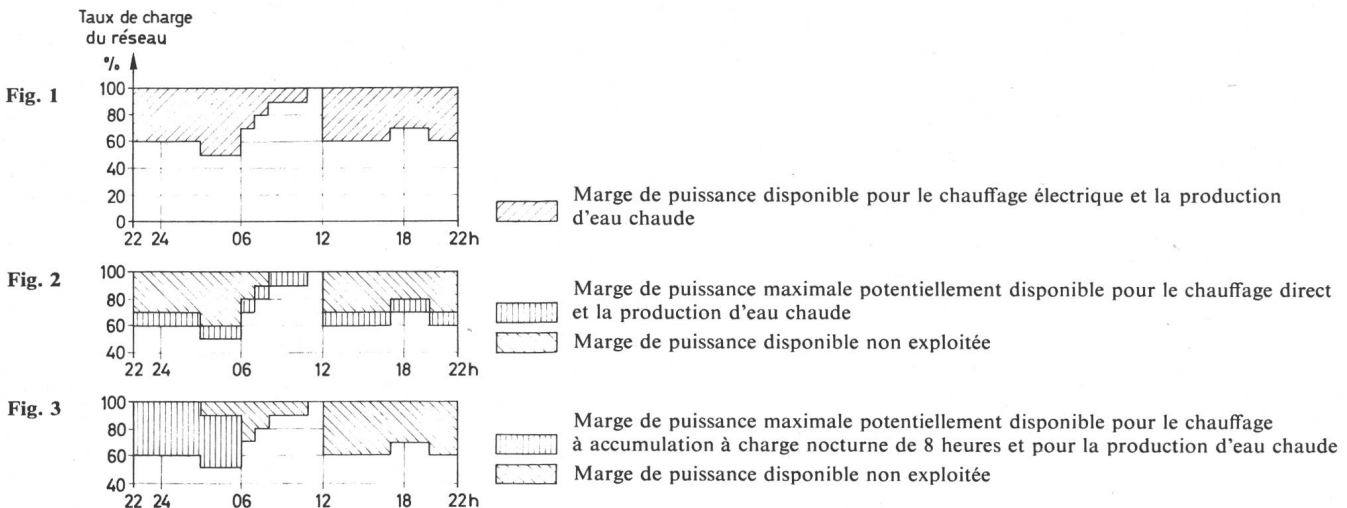 Taux de charge
du réseau
%
Fig. 1
100
80
60
40
20
0
22 24 06 12 18 22h
Marge de puissance disponible pour le chauffage électrique et la production
d'eau chaude
Fig. 2
100
80
60
40
22 24 06 12 18 22h
Marge de puissance maximale potentiellement disponible pour le chauffage direct
et la production d'eau chaude
Marge de puissance disponible non exploitée
Fig. 3
100
80
60
40
22 24 06 12 18 22h
Marge de puissance maximale potentiellement disponible pour le chauffage
à accumulation à charge nocturne de 8 heures et pour la production d'eau chaude
Marge de puissance disponible non exploitée